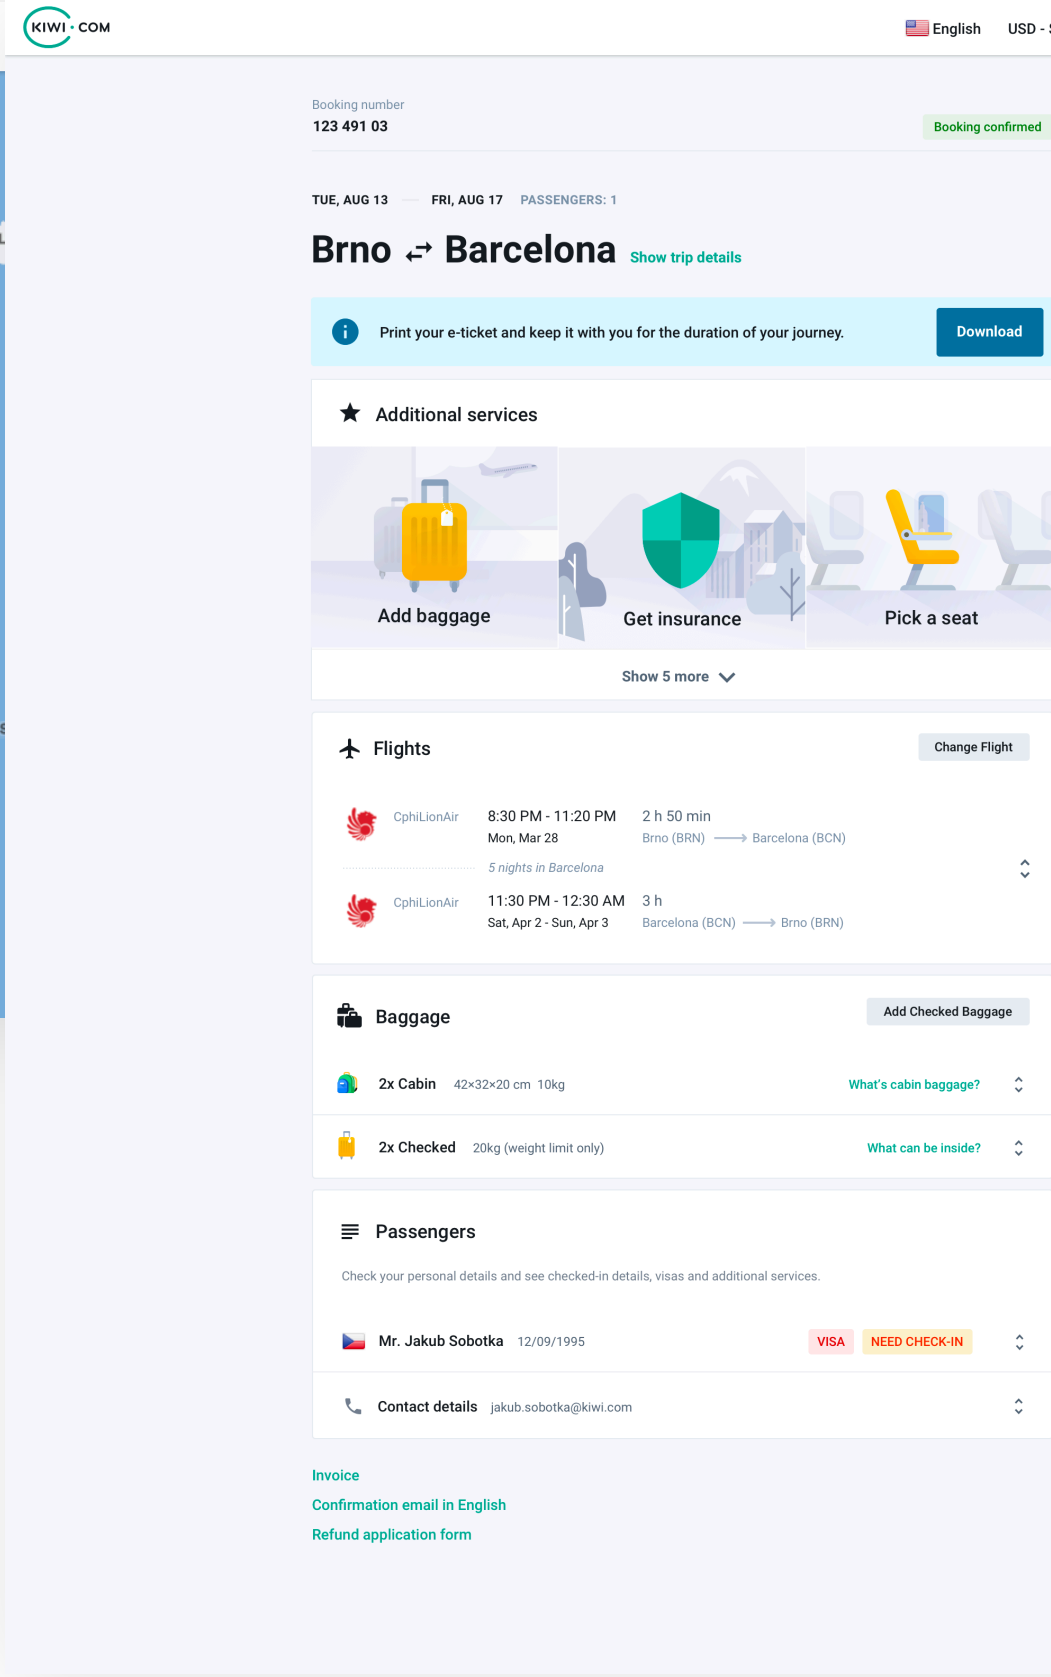 KIWI·COM
English USD -
Booking number
123 491 03
Booking confirmed
TUE, AUG 13 — FRI, AUG 17 PASSENGERS: 1
Brno Barcelona Show trip details
Print your e-ticket and keep it with you for the duration of your journey. Download
Additional services
Add baggage
Get insurance
Pick a seat
Show 5 more
Flights
Change Flight
CphiLionAir 8:30 PM - 11:20 PM 2 h 50 min
Mon, Mar 28 Brno (BRN) Barcelona (BCN)
5 nights in Barcelona
CphiLionAir 11:30 PM - 12:30 AM 3 h
Sat, Apr 2 - Sun, Apr 3 Barcelona (BCN) Brno (BRN)
Baggage
Add Checked Baggage
2x Cabin 42×32×20 cm 10kg What's cabin baggage?
2x Checked 20kg (weight limit only) What can be inside?
Passengers
Check your personal details and see checked-in details, visas and additional services.
Mr. Jakub Sobotka 12/09/1995 VISA NEED CHECK-IN
Contact details jakub.sobotka@kiwi.com
Invoice
Confirmation email in English
Refund application form